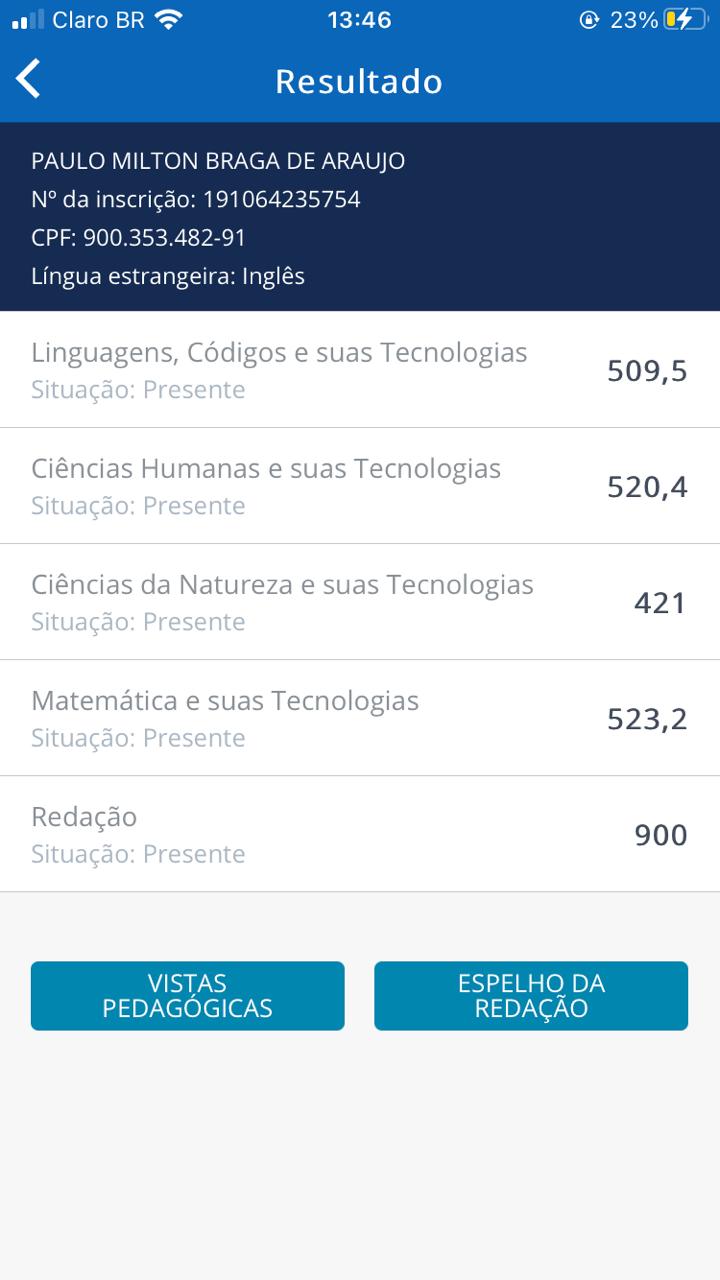 Claro BR 13:46 23%
Resultado
PAULO MILTON BRAGA DE ARAUJO
Nº da inscrição: 191064235754
CPF: 900.353.482-91
Língua estrangeira: Inglês
Linguagens, Códigos e suas Tecnologias 509,5
Situação: Presente
Ciências Humanas e suas Tecnologias 520,4
Situação: Presente
Ciências da Natureza e suas Tecnologias 421
Situação: Presente
Matemática e suas Tecnologias 523,2
Situação: Presente
Redação 900
Situação: Presente
VISTAS
PEDAGÓGICAS
ESPELHO DA
REDAÇÃO